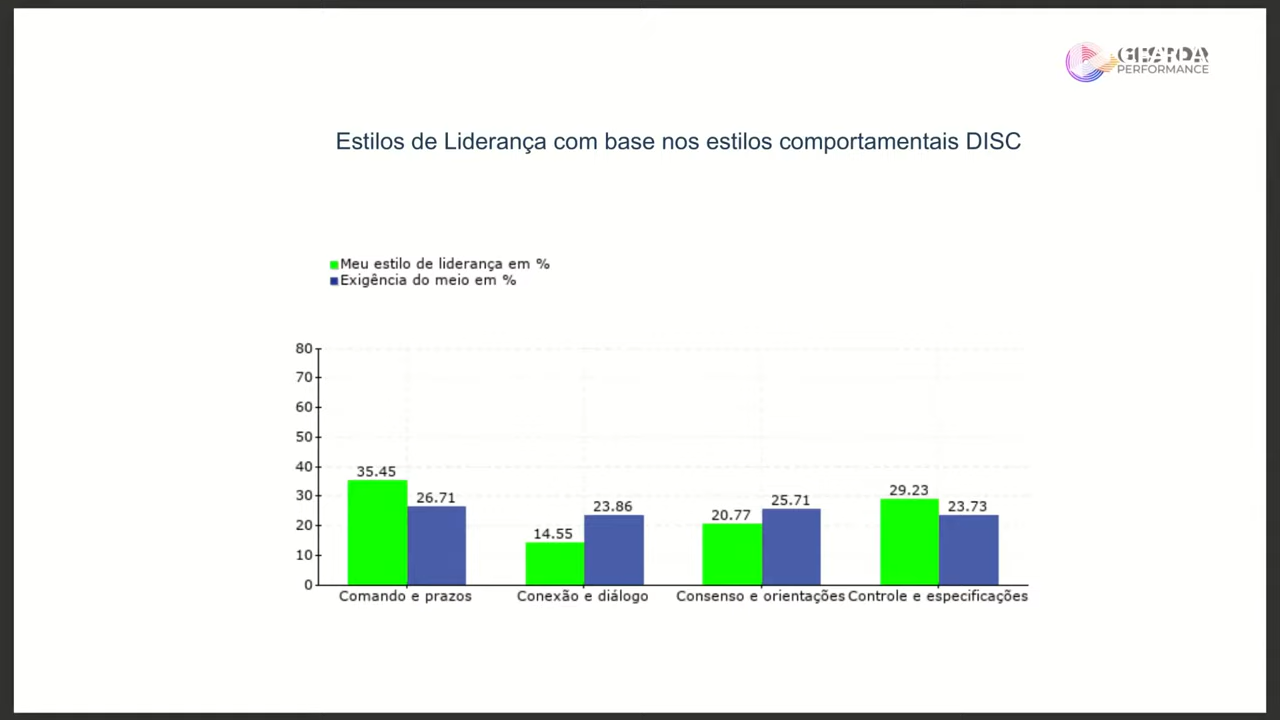 PERFORMANCE
Estilos de Liderança com base nos estilos comportamentais DISC
Meu estilo de liderança em %
Exigência do meio em %
80
70
60
50
40
30
20
10
0
35.45
26.71
14.55
23.86
20.77
25.71
29.23
23.73
Comando e prazos
Conexão e diálogo
Consenso e orientações
Controle e especificações